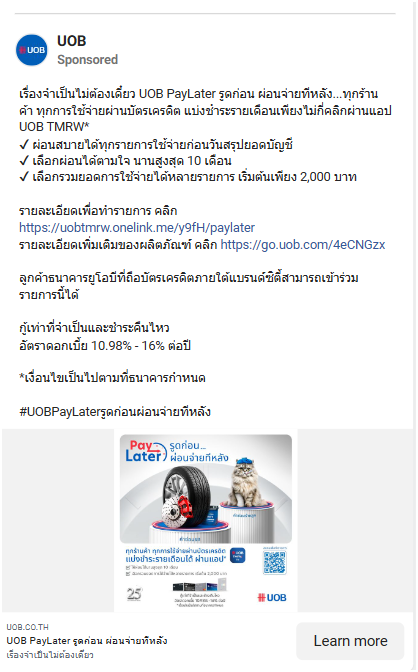 UOB
UOB
Sponsored
เรื่องจำเป็นไม่ต้องเดี๋ยว UOB PayLater รูดก่อน ผ่อนจ่ายทีหลัง...ทุกร้าน
ค้า ทุกการใช้จ่ายผ่านบัตรเครดิต แบ่งชำระรายเดือนเพียงไม่กี่คลิกผ่านแอป
UOB TMRW*
✓ ผ่อนสบายได้ทุกรายการใช้จ่ายก่อนวันสรุปยอดบัญชี
✓ เลือกผ่อนได้ตามใจ นานสูงสุด 10 เดือน
✓ เลือกรวมยอดการใช้จ่ายได้หลายรายการ เริ่มต้นเพียง 2,000 บาท
รายละเอียดเพื่อทำรายการ คลิก
https://uobtmrw.onelink.me/y9fH/paylater
รายละเอียดเพิ่มเติมของผลิตภัณฑ์ คลิก https://go.uob.com/4eCNGzx
ลูกค้าธนาคารยูโอบีที่ถือบัตรเครดิตภายใต้แบรนด์ซิตี้สามารถเข้าร่วม
รายการนี้ได้
กู้เท่าที่จำเป็นและชำระคืนไหว
อัตราดอกเบี้ย 10.98% - 16% ต่อปี
*เงื่อนไขเป็นไปตามที่ธนาคารกำหนด
#UOBPayLaterรูดก่อนผ่อนจ่ายทีหลัง
Pay Later
รูดก่อน...
ผ่อนจ่ายทีหลัง
ทุกร้านค้า ทุกการใช้จ่ายผ่านบัตรเครดิต
แบ่งชำระรายเดือนได้ ผ่านแอป
25
UOB
UOB.CO.TH
UOB PayLater รูดก่อน ผ่อนจ่ายทีหลัง
เรื่องจำเป็นไม่ต้องเดี๋ยว
Learn more